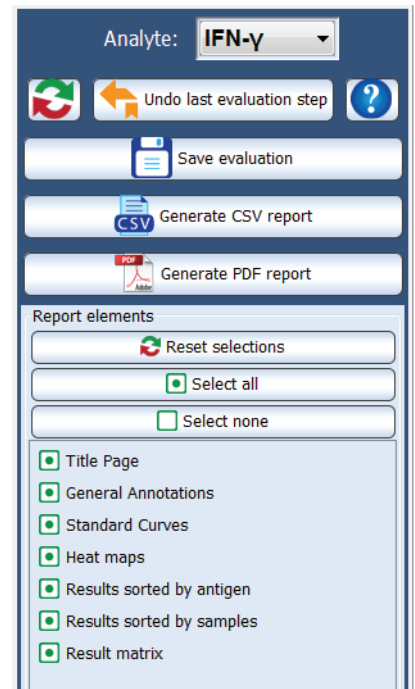 Analyte: IFN-γ
Undo last evaluation step ?
Save evaluation
CSV Generate CSV report
PDF Adobe Generate PDF report
Report elements
Reset selections
Select all
Select none
Title Page
General Annotations
Standard Curves
Heat maps
Results sorted by antigen
Results sorted by samples
Result matrix